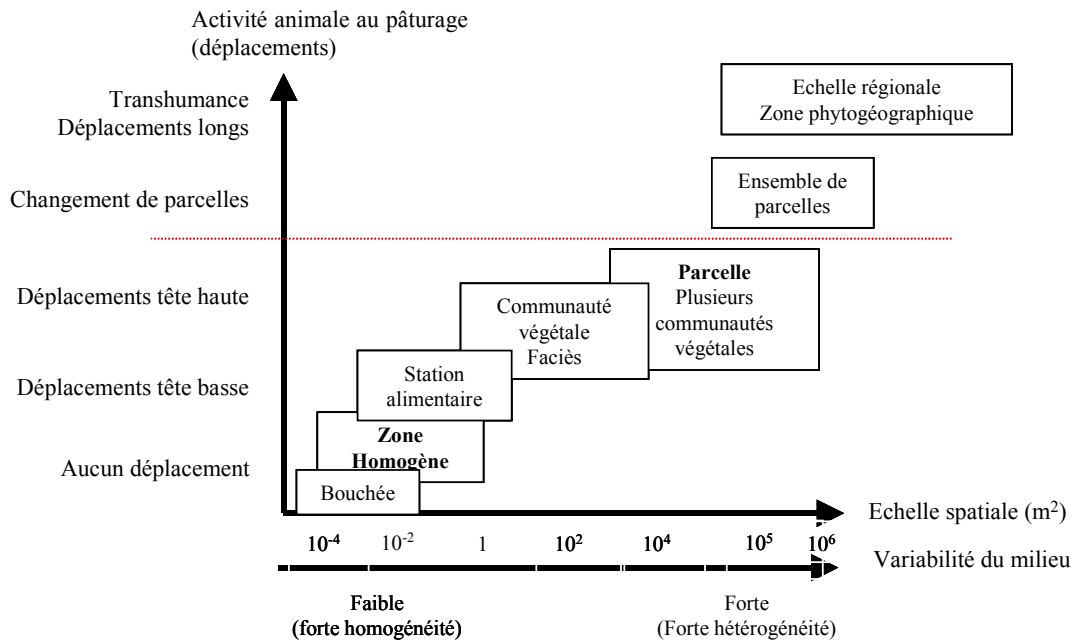 Activité animale au pâturage
(déplacements)
Transhumance
Déplacements longs
Echelle régionale
Zone phytogéographique
Changement de parcelles
Ensemble de
parcelles
Déplacements tête haute
Parcelle
Plusieurs
communautés
végétales
Communauté
végétale
Faciès
Déplacements tête basse
Station
alimentaire
Zone
Homogène
Aucun déplacement
Bouchée
Echelle spatiale (m²)
10⁻⁴ 10⁻² 1 10² 10⁴ 10⁵ 10⁶
Variabilité du milieu
Faible
(forte homogénéité)
Forte
(Forte hétérogénéité)